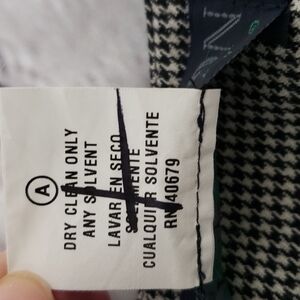 A
DRY CLEAN ONLY
ANY SOLVENT
LAVAR EN SECO
SOLAMENTE
CUALQUIER SOLVENTE
RN 40679